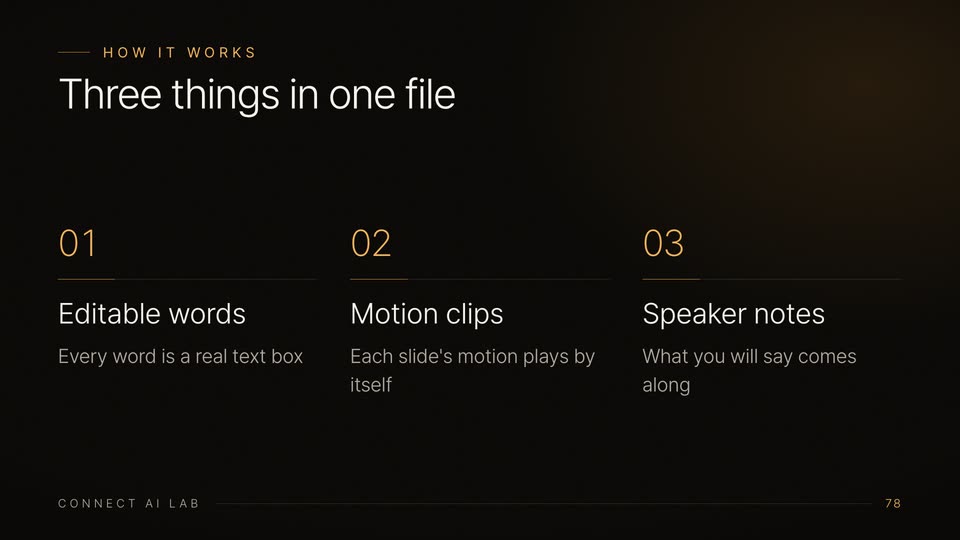 HOW IT WORKS
Three things in one file
01
Editable words
Every word is a real text box
02
Motion clips
Each slide's motion plays by
itself
03
Speaker notes
What you will say comes
along
CONNECT AI LAB
78